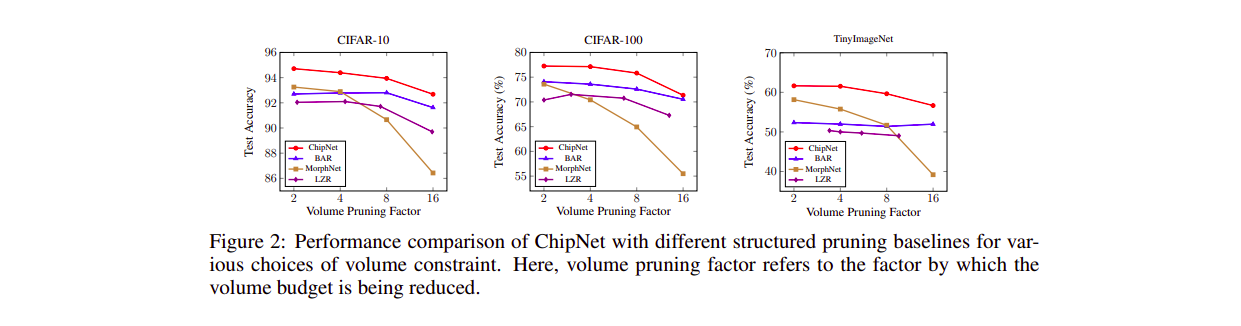 CIFAR-10
96
94
92
90
88
86
Test Accuracy
ChipNet
BAR
MorphNet
LZR
2 4 8 16
Volume Pruning Factor
CIFAR-100
80
75
70
65
60
55
Test Accuracy (%)
ChipNet
BAR
MorphNet
LZR
2 4 8 16
Volume Pruning Factor
TinyImageNet
70
60
50
40
Test Accuracy (%)
ChipNet
BAR
MorphNet
LZR
2 4 8 16
Volume Pruning Factor
Figure 2: Performance comparison of ChipNet with different structured pruning baselines for var-
ious choices of volume constraint. Here, volume pruning factor refers to the factor by which the
volume budget is being reduced.